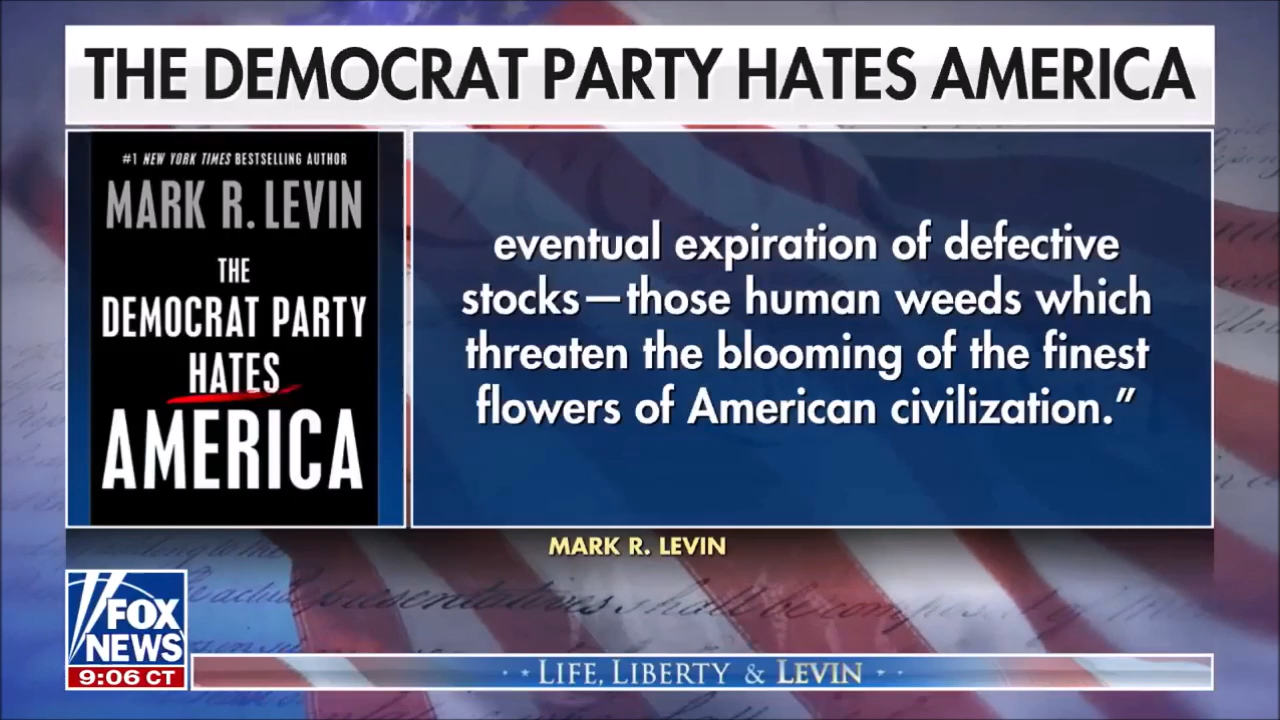 THE DEMOCRAT PARTY HATES AMERICA
#1 NEW YORK TIMES BESTSELLING AUTHOR
MARK R. LEVIN
THE
DEMOCRAT PARTY
HATES
AMERICA
eventual expiration of defective
stocks—those human weeds which
threaten the blooming of the finest
flowers of American civilization.”
MARK R. LEVIN
FOX
NEWS
9:06 CT
LIFE, LIBERTY & LEVIN